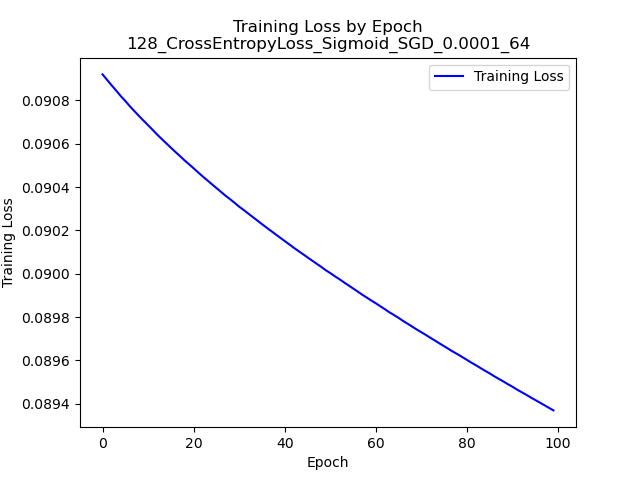 Training Loss by Epoch
128_CrossEntropyLoss_Sigmoid_SGD_0.0001_64
Training Loss
0.0908
0.0906
0.0904
0.0902
0.0900
0.0898
0.0896
0.0894
Training Loss
0 20 40 60 80 100
Epoch